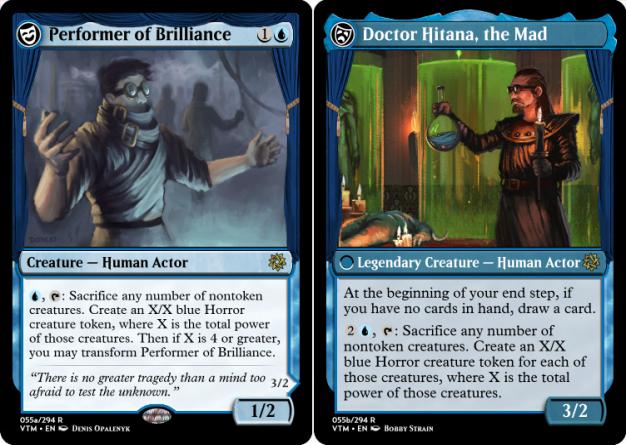 Performer of Brilliance 1
Creature — Human Actor
, : Sacrifice any number of nontoken
creatures. Create an X/X blue Horror
creature token, where X is the total power
of those creatures. Then if X is 4 or greater,
you may transform Performer of Brilliance.
“There is no greater tragedy than a mind too
afraid to test the unknown.”
3/2
1/2
055a/294 R
VTM • EN DENIS OPALENYK
Doctor Hitana, the Mad
Legendary Creature — Human Actor
At the beginning of your end step, if
you have no cards in hand, draw a card.
2 , : Sacrifice any number of
nontoken creatures. Create an X/X
blue Horror creature token for each of
those creatures, where X is the total
power of those creatures.
3/2
055b/294 R
VTM • EN BOBBY STRAIN